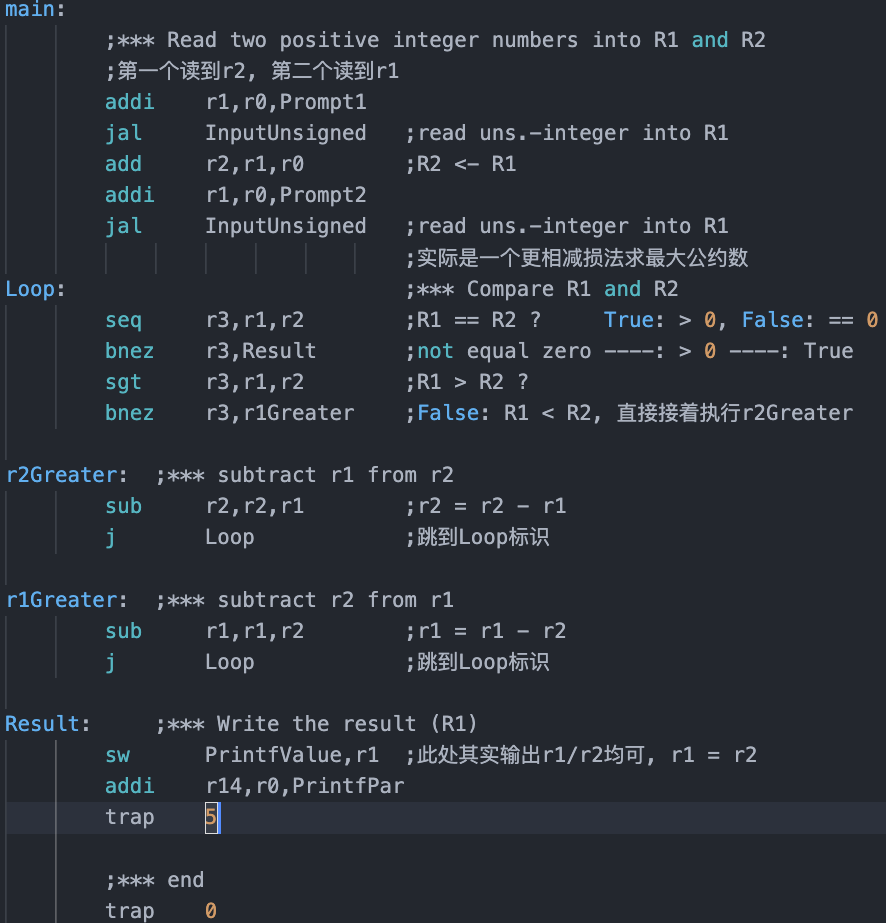 main:
;*** Read two positive integer numbers into R1 and R2
;第一个读到r2, 第二个读到r1
addi r1,r0,Prompt1
jal InputUnsigned ;read uns.-integer into R1
add r2,r1,r0 ;R2 <- R1
addi r1,r0,Prompt2
jal InputUnsigned ;read uns.-integer into R1
;实际是一个更相减损法求最大公约数
Loop: ;*** Compare R1 and R2
seq r3,r1,r2 ;R1 == R2 ? True: > 0, False: == 0
bnez r3,Result ;not equal zero ----: > 0 ----: True
sgt r3,r1,r2 ;R1 > R2 ?
bnez r3,r1Greater ;False: R1 < R2, 直接接着执行r2Greater
r2Greater: ;*** subtract r1 from r2
sub r2,r2,r1 ;r2 = r2 - r1
j Loop ;跳到Loop标识
r1Greater: ;*** subtract r2 from r1
sub r1,r1,r2 ;r1 = r1 - r2
j Loop ;跳到Loop标识
Result: ;*** Write the result (R1)
sw PrintfValue,r1 ;此处其实输出r1/r2均可, r1 = r2
addi r14,r0,PrintfPar
trap 5
;*** end
trap 0